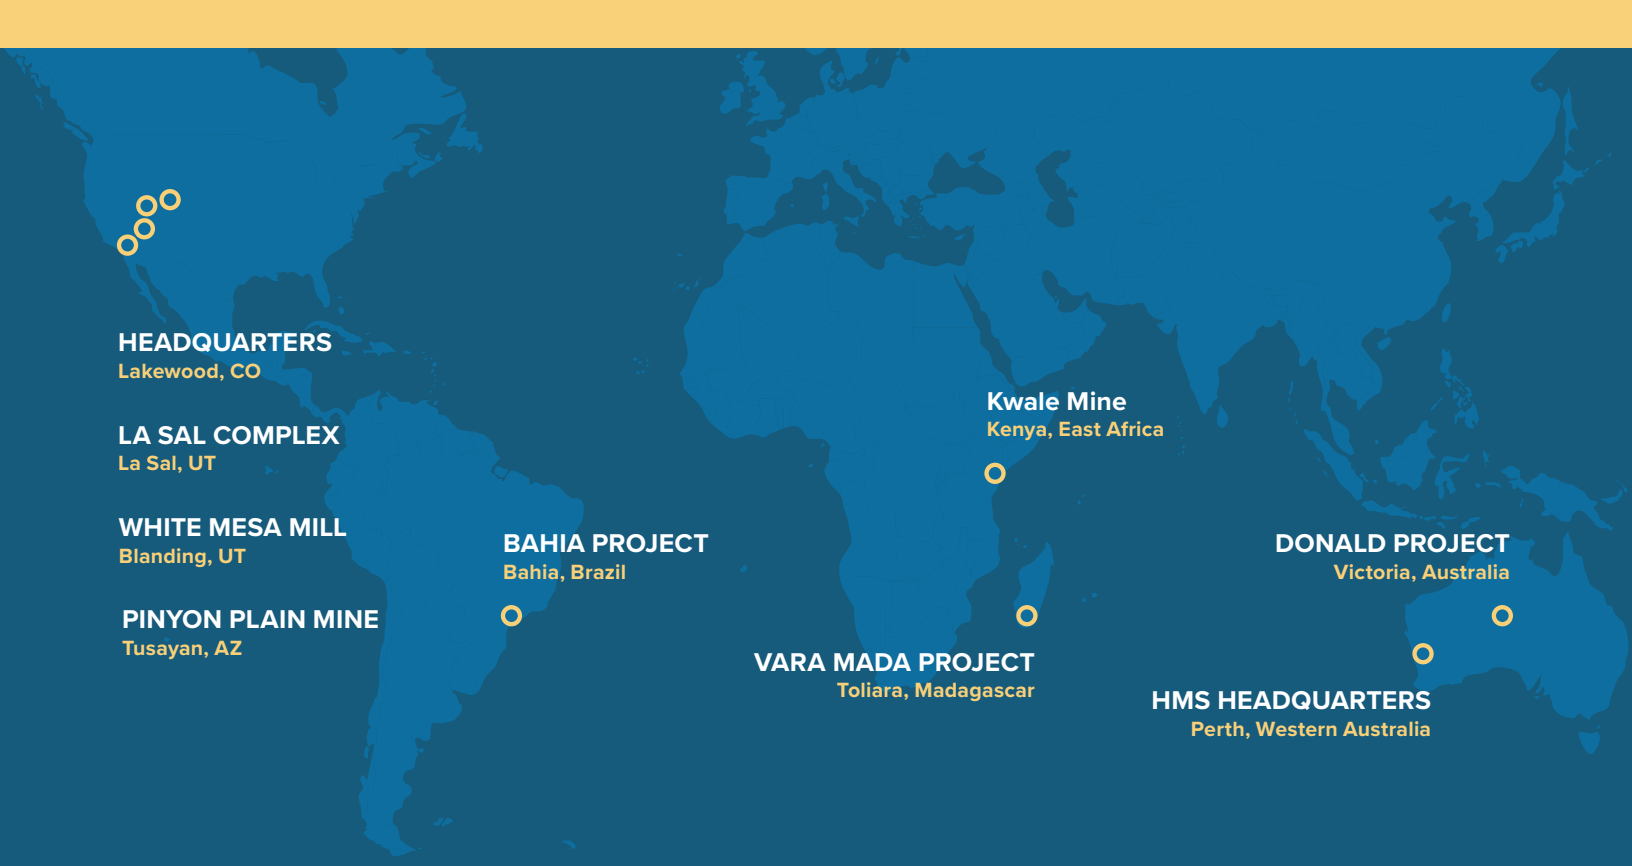 HEADQUARTERS
Lakewood, CO
LA SAL COMPLEX
La Sal, UT
WHITE MESA MILL
Blanding, UT
PINYON PLAIN MINE
Tusayan, AZ
BAHIA PROJECT
Bahia, Brazil
Kwale Mine
Kenya, East Africa
VARA MADA PROJECT
Toliara, Madagascar
DONALD PROJECT
Victoria, Australia
HMS HEADQUARTERS
Perth, Western Australia